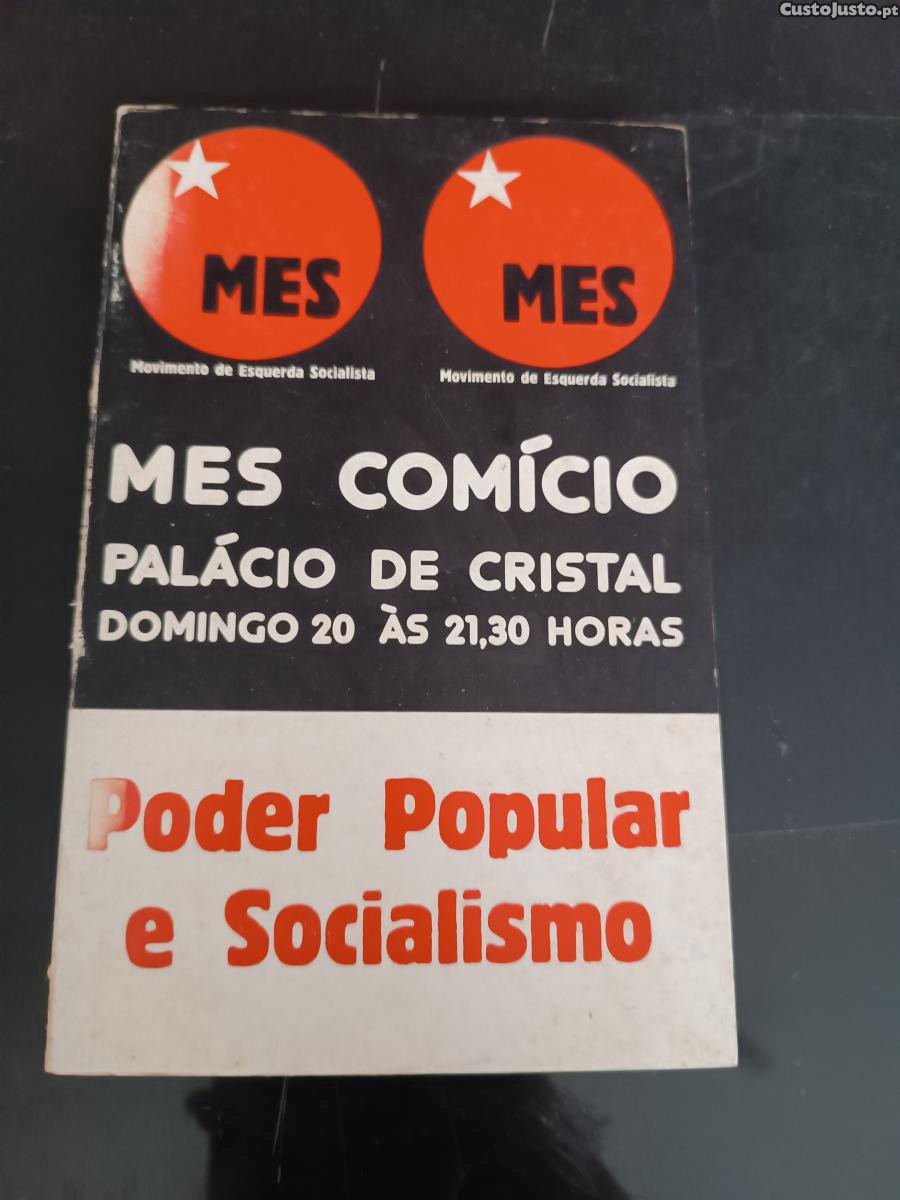 CustoJusto.pt
MES
MES
Movimento de Esquerda Socialista
Movimento de Esquerda Socialista
MES COMÍCIO
PALÁCIO DE CRISTAL
DOMINGO 20 ÀS 21,30 HORAS
Poder Popular
e Socialismo